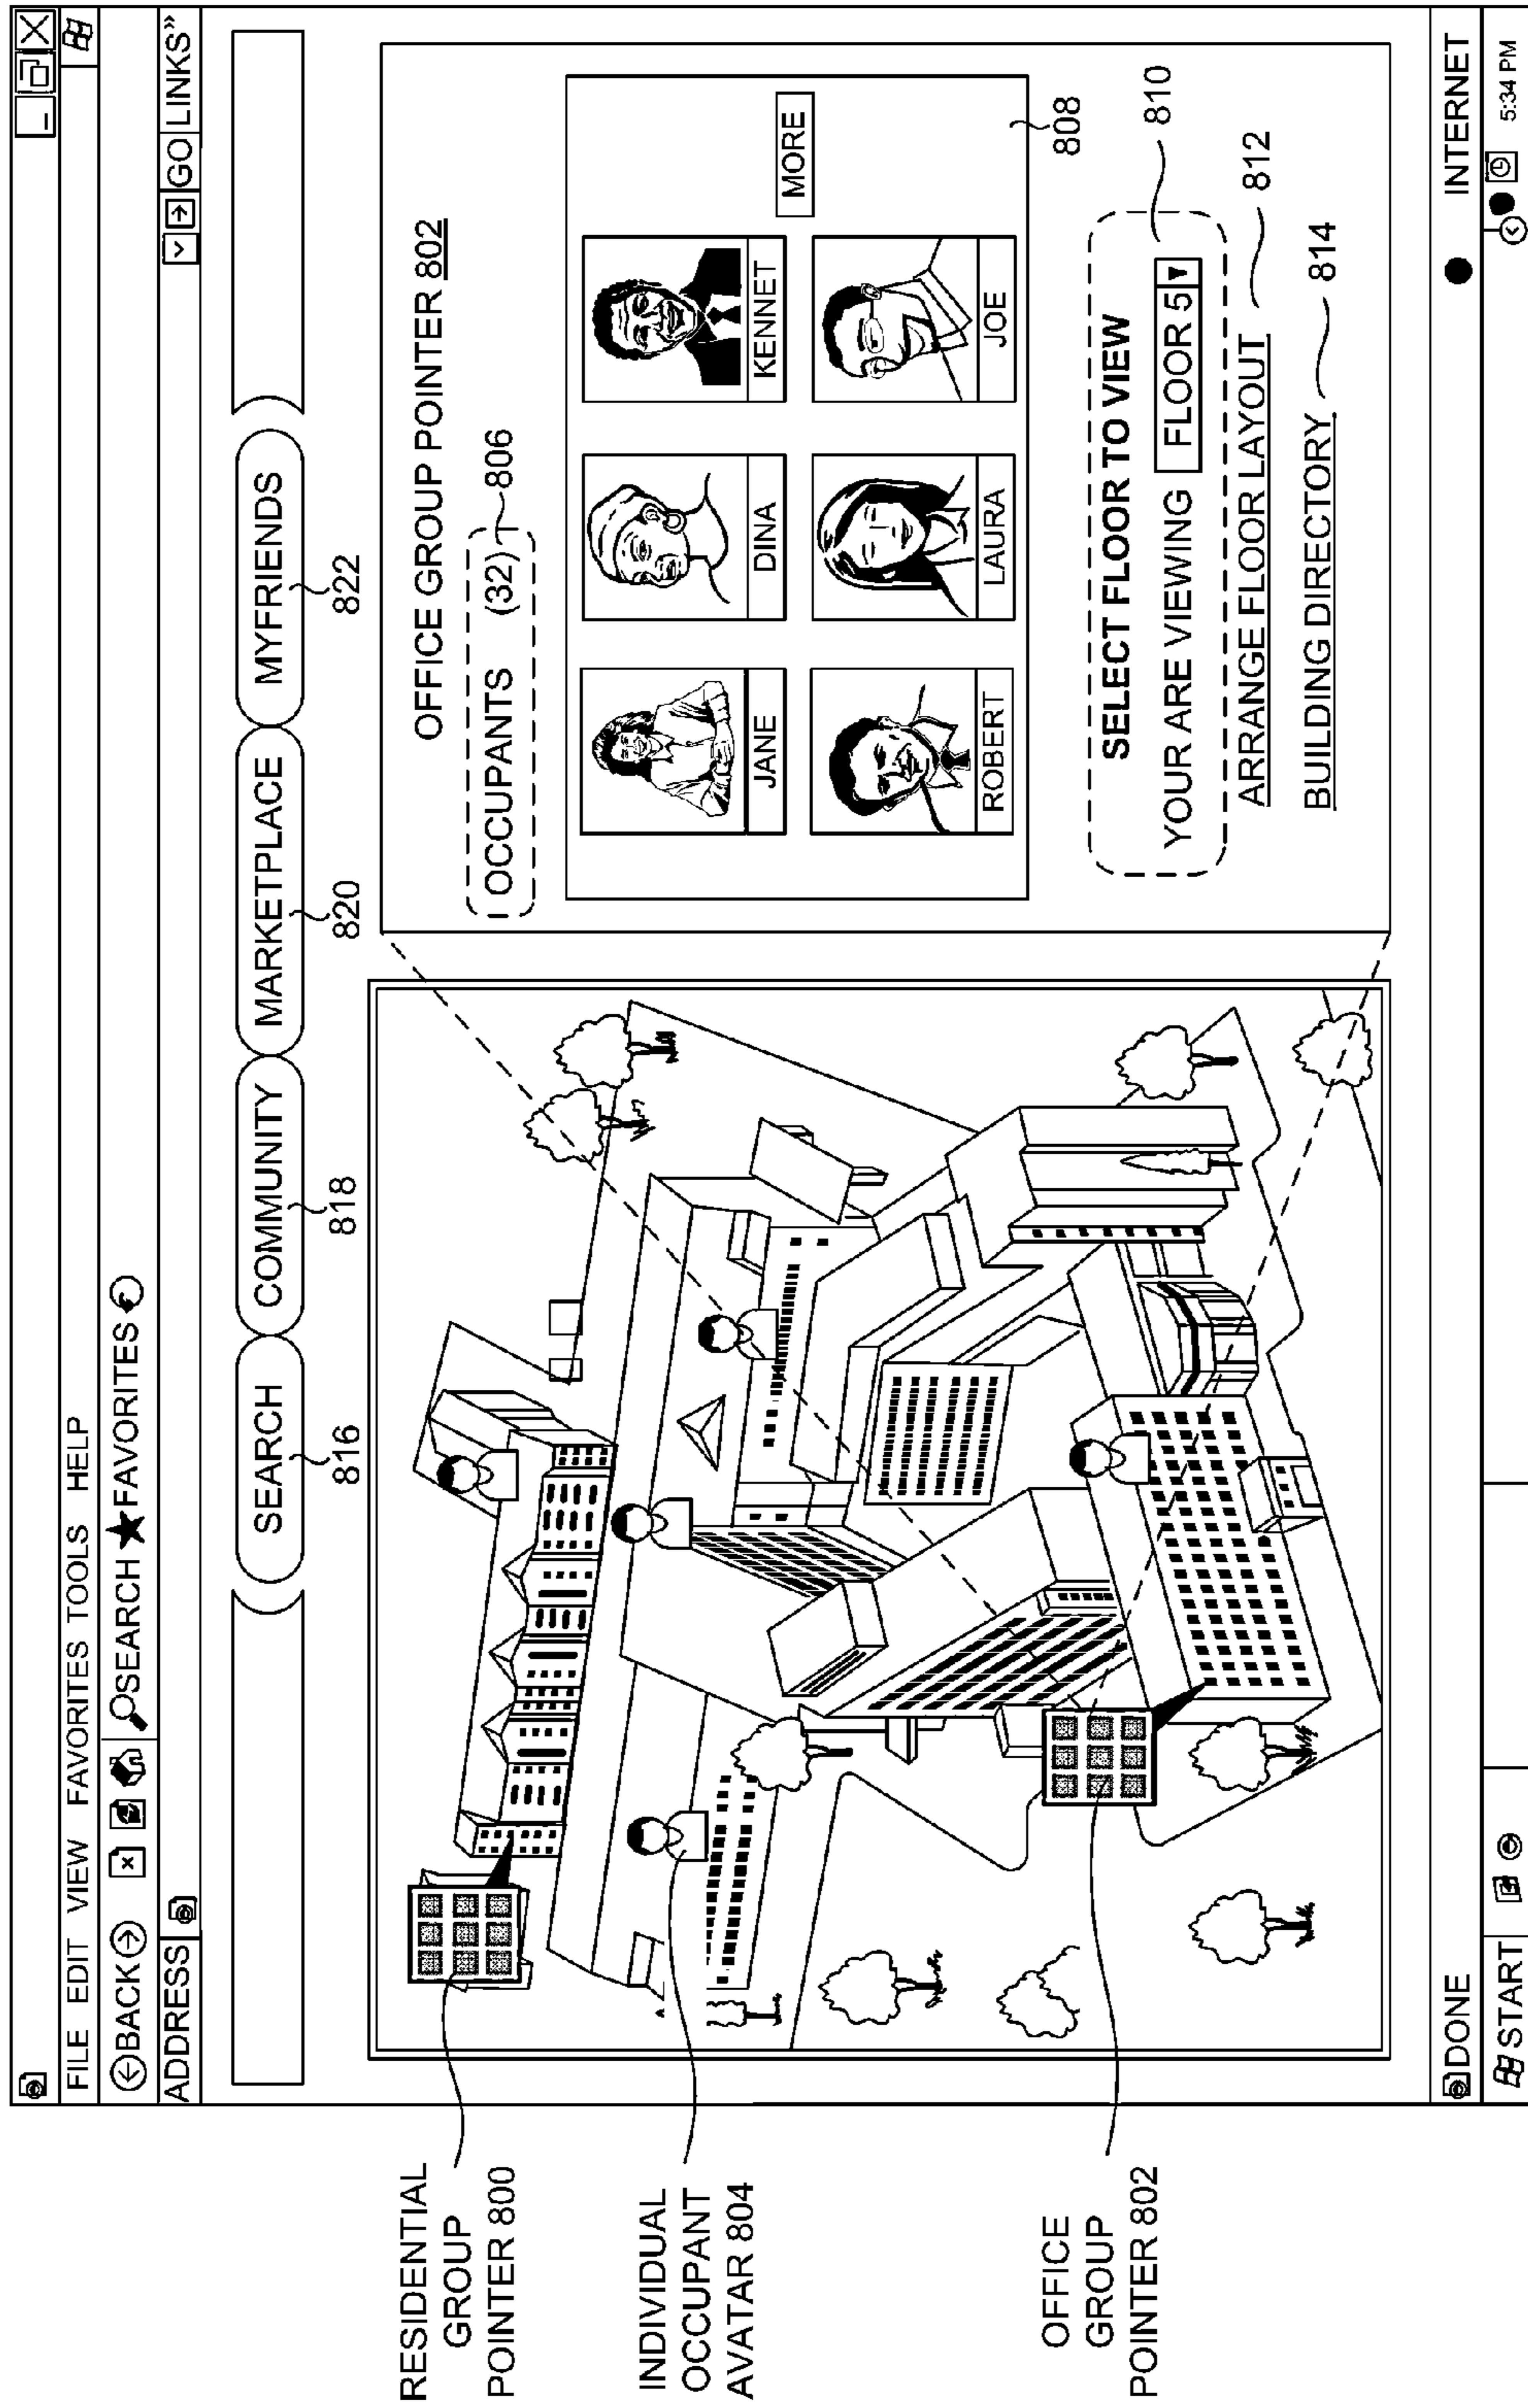 FILE EDIT VIEW FAVORITES TOOLS HELP
BACK SEARCH FAVORITES
ADDRESS GO LINKS»
SEARCH COMMUNITY MARKETPLACE MYFRIENDS
816 818 820 822
RESIDENTIAL
GROUP
POINTER 800
INDIVIDUAL
OCCUPANT
AVATAR 804
OFFICE
GROUP
POINTER 802
OFFICE GROUP POINTER 802
OCCUPANTS (32) 806
JANE DINA KENNET
MORE
ROBERT LAURA JOE
808
SELECT FLOOR TO VIEW
YOUR ARE VIEWING FLOOR 5 810
ARRANGE FLOOR LAYOUT 812
BUILDING DIRECTORY 814
DONE INTERNET
START 5:34 PM